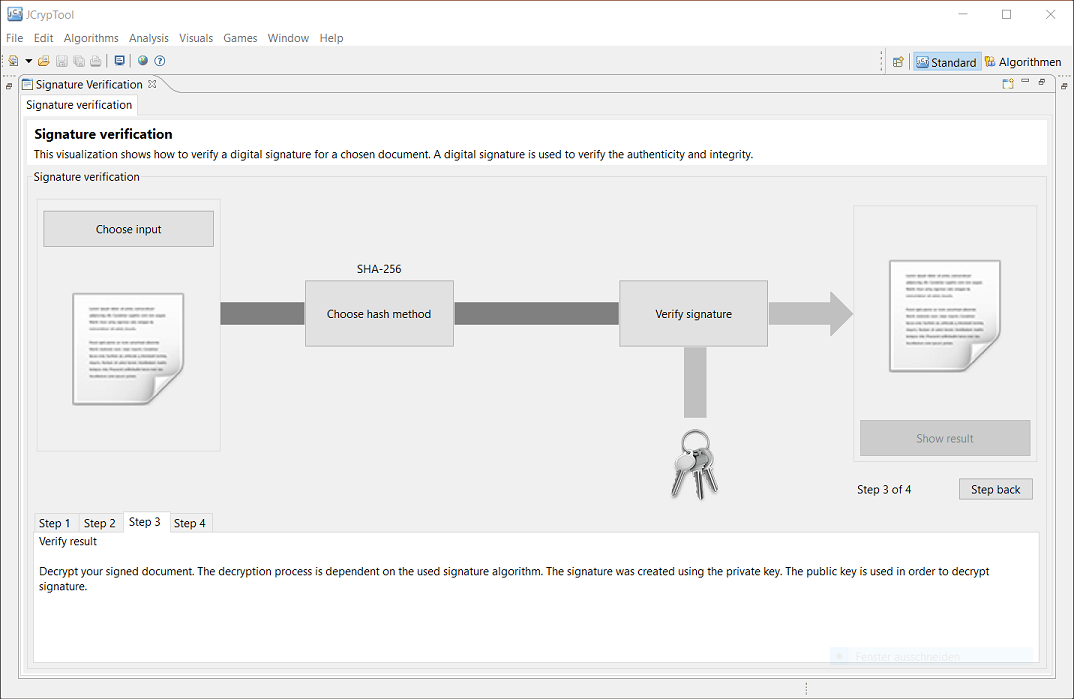 JCrypTool
File Edit Algorithms Analysis Visuals Games Window Help
Standard Algorithmen
Signature Verification
Signature verification
Signature verification
This visualization shows how to verify a digital signature for a chosen document. A digital signature is used to verify the authenticity and integrity.
Signature verification
Choose input
SHA-256
Choose hash method
Verify signature
Show result
Step 3 of 4
Step back
Step 1 Step 2 Step 3 Step 4
Verify result
Decrypt your signed document. The decryption process is dependent on the used signature algorithm. The signature was created using the private key. The public key is used in order to decrypt
signature.
Fenster ausschneiden